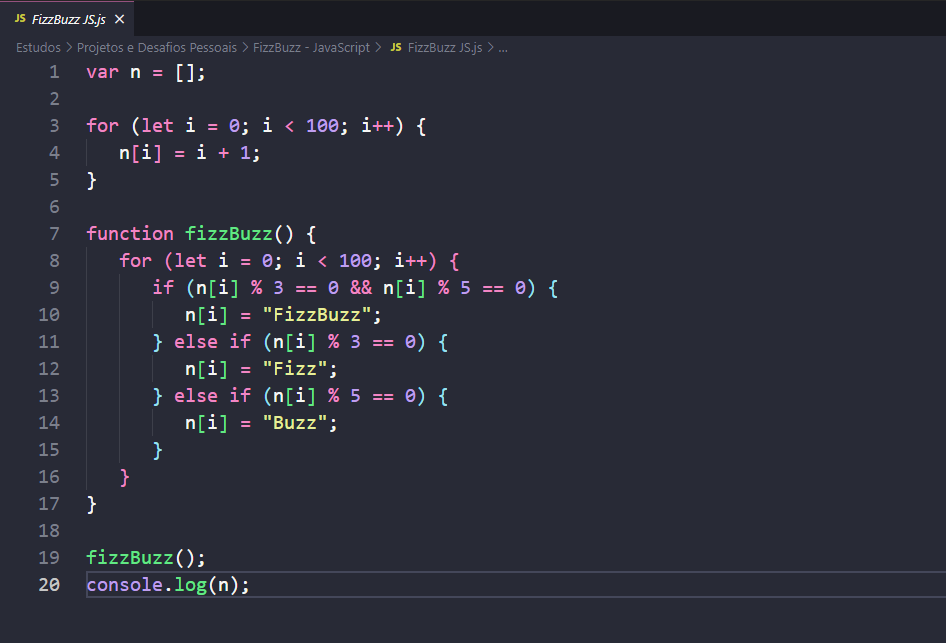 JS FizzBuzz JS.js ×
Estudos > Projetos e Desafios Pessoais > FizzBuzz - JavaScript > JS FizzBuzz JS.js > ...
1 var n = [];
2
3 for (let i = 0; i < 100; i++) {
4    n[i] = i + 1;
5 }
6
7 function fizzBuzz() {
8    for (let i = 0; i < 100; i++) {
9       if (n[i] % 3 == 0 && n[i] % 5 == 0) {
10          n[i] = "FizzBuzz";
11       } else if (n[i] % 3 == 0) {
12          n[i] = "Fizz";
13       } else if (n[i] % 5 == 0) {
14          n[i] = "Buzz";
15       }
16    }
17 }
18
19 fizzBuzz();
20 console.log(n);